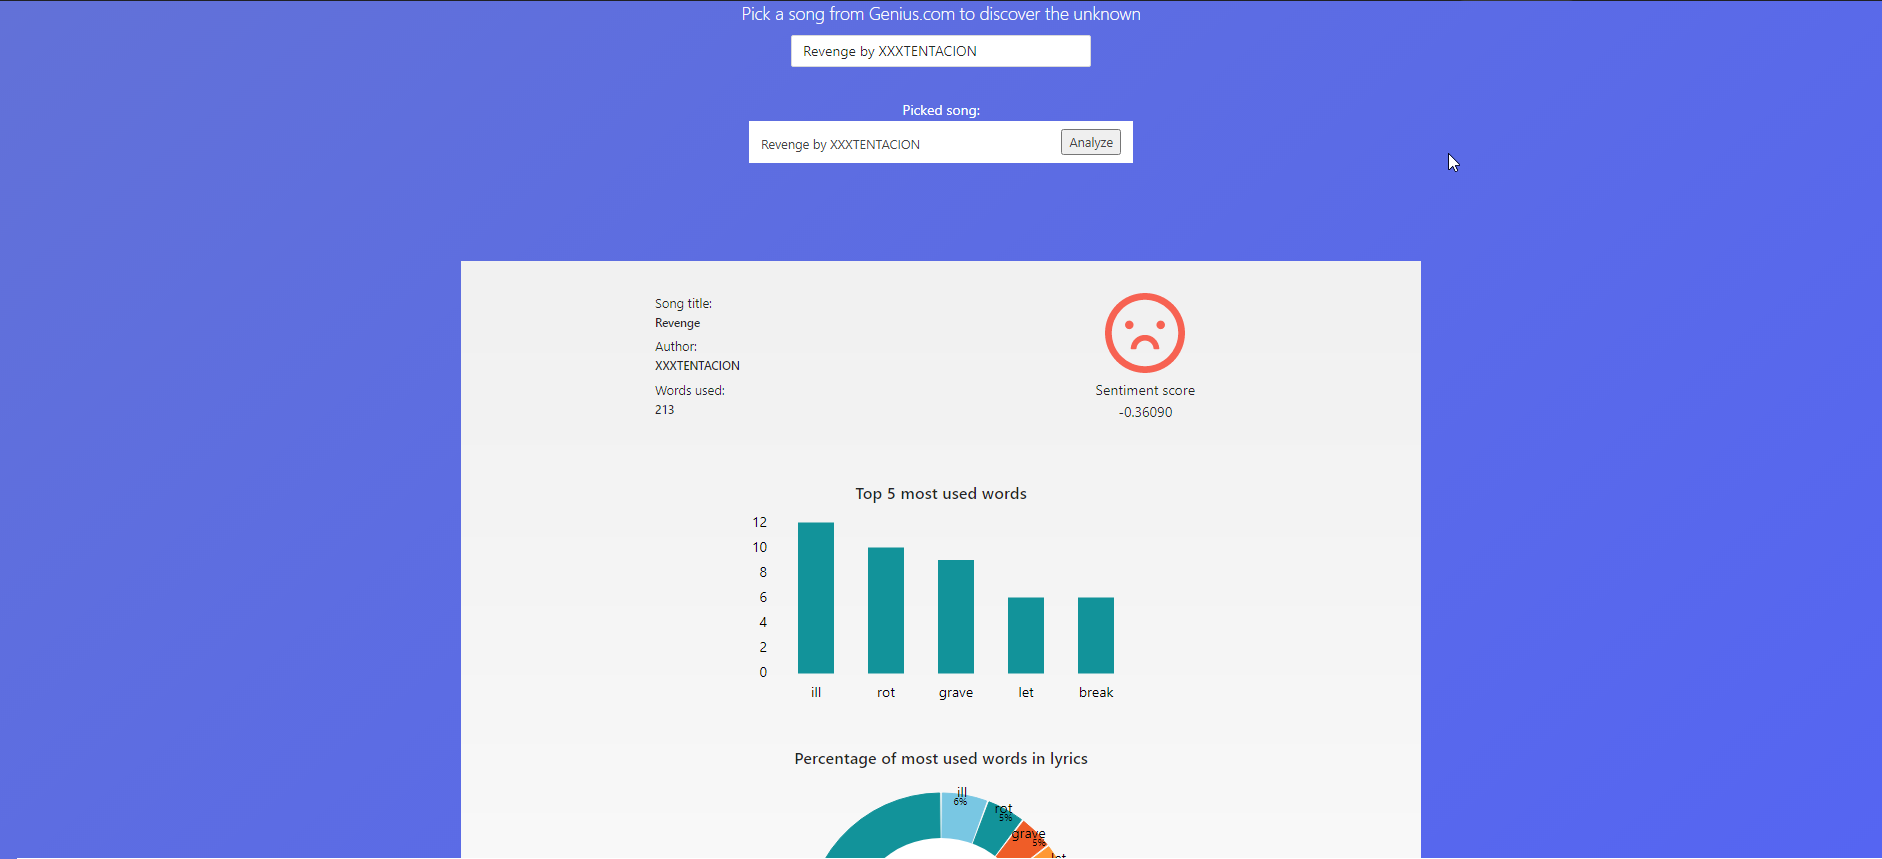 Pick a song from Genius.com to discover the unknown
Revenge by XXXTENTACION
Picked song:
Revenge by XXXTENTACION
Analyze
Song title:
Revenge
Author:
XXXTENTACION
Words used:
213
Sentiment score
-0.36090
Top 5 most used words
12
10
8
6
4
2
0
ill rot grave let break
Percentage of most used words in lyrics
ill
6%
rot
5%
grave
5%
let